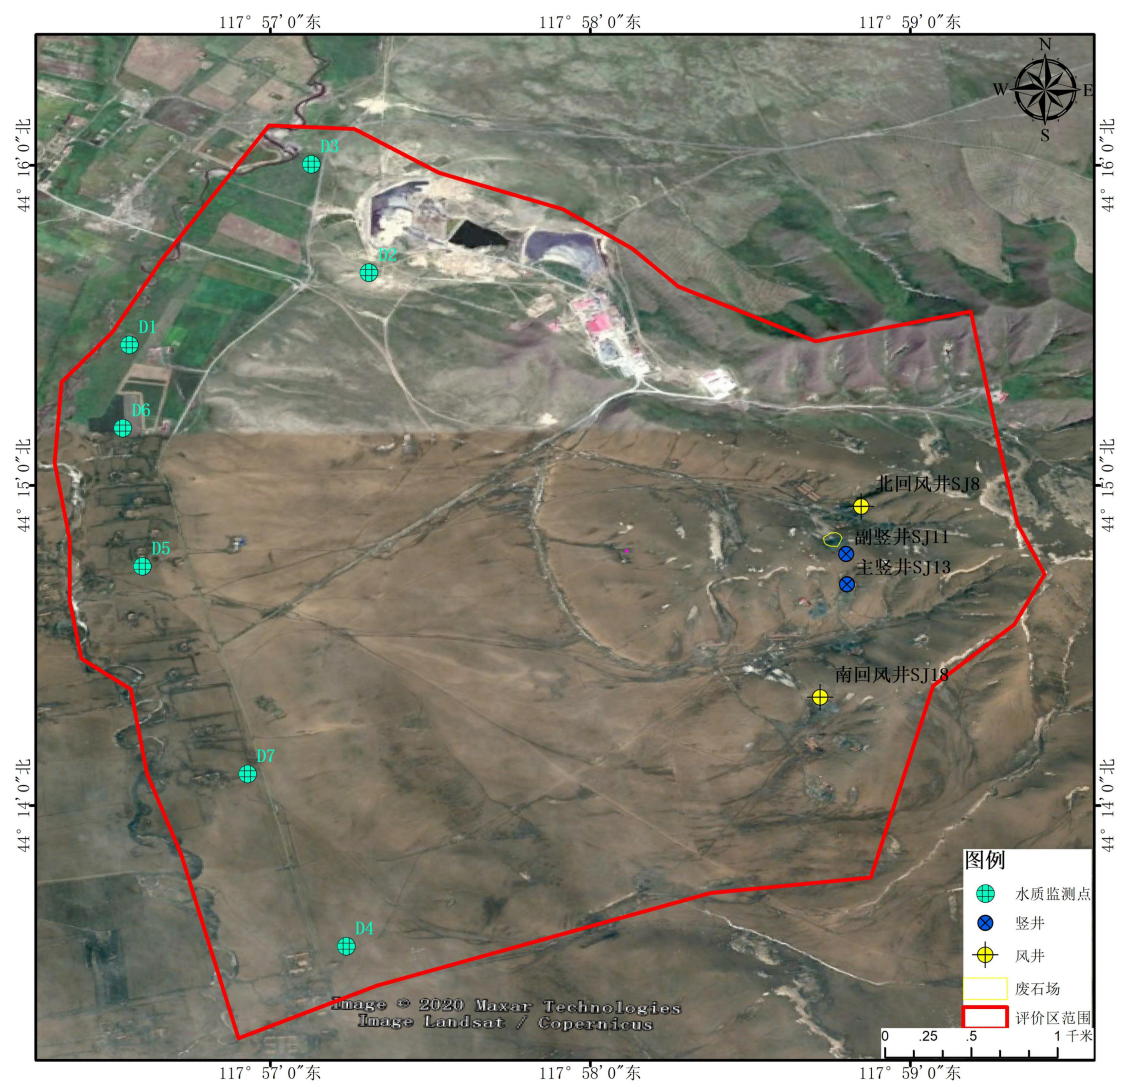 117° 57′0″东
117° 58′0″东
117° 59′0″东
N
W
E
S
44° 16′0″北
44° 16′0″北
D3
D2
D1
D6
44° 15′0″北
44° 15′0″北
北回风井SJ8
副竖井SJ11
主竖井SJ13
D5
南回风井SJ18
D7
44° 14′0″北
44° 14′0″北
D4
图例
水质监测点
竖井
风井
废石场
评价区范围
Image © 2020 Maxar Technologies
Image Landsat / Copernicus
0 .25 .5 1 千米
117° 57′0″东
117° 58′0″东
117° 59′0″东